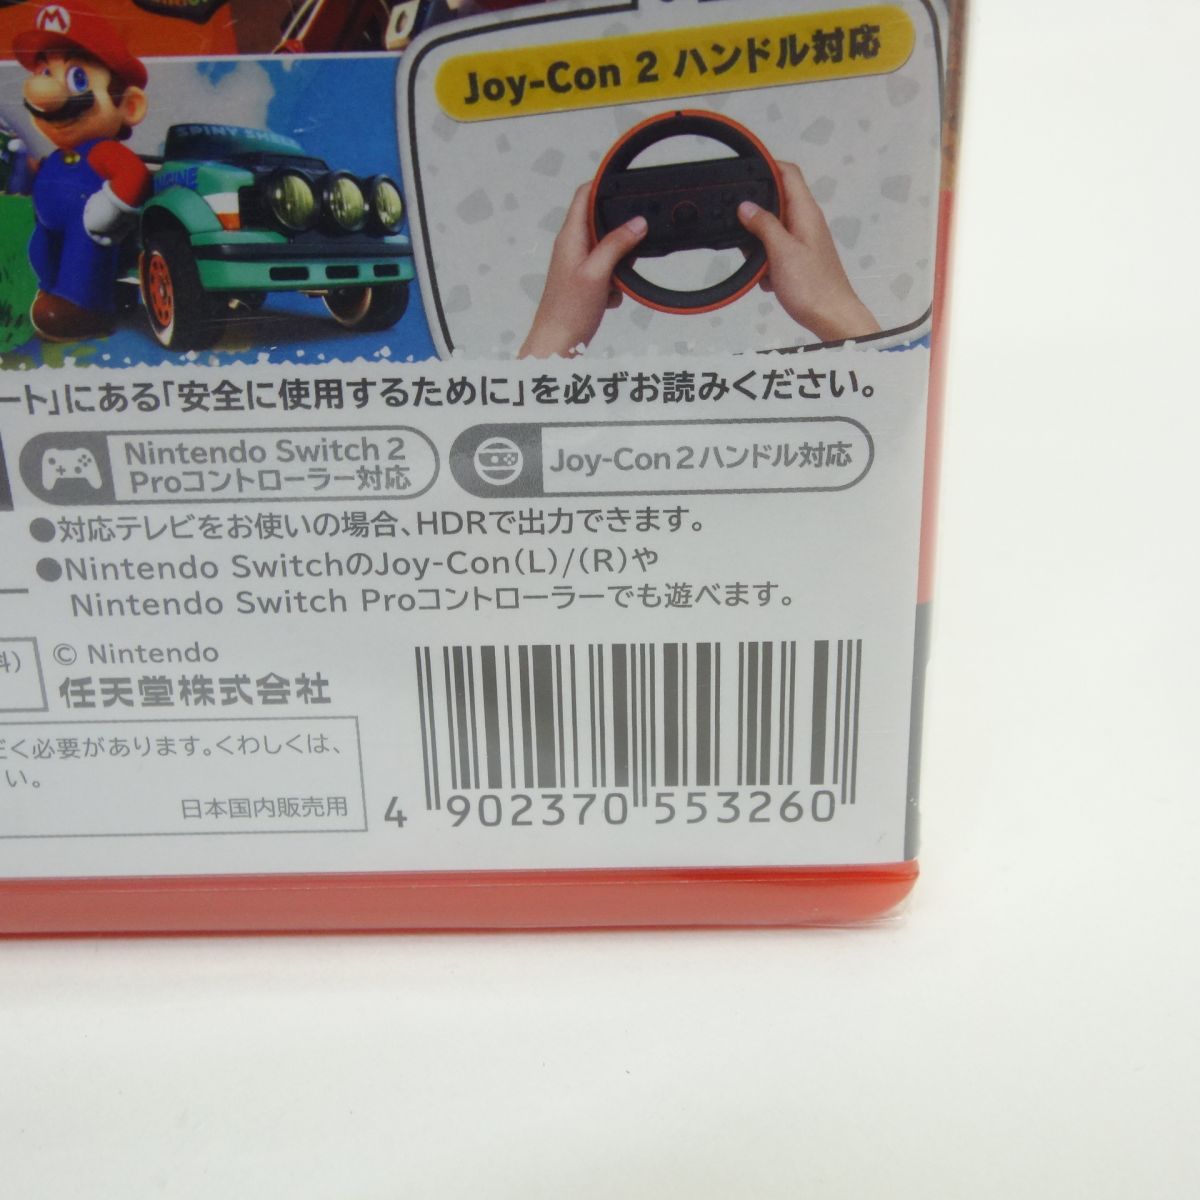 Joy-Con 2 ハンドル対応
SPINY SHELL
ENGINE
ート」にある「安全に使用するために」を必ずお読みください。
Nintendo Switch 2
Proコントローラー対応
Joy-Con 2 ハンドル対応
●対応テレビをお使いの場合、HDRで出力できます。
●Nintendo SwitchのJoy-Con(L)/(R)や
Nintendo Switch Proコントローラーでも遊べます。
料)
© Nintendo
任天堂株式会社
だく必要があります。くわしくは、
い。
日本国内販売用
4 902370 553260